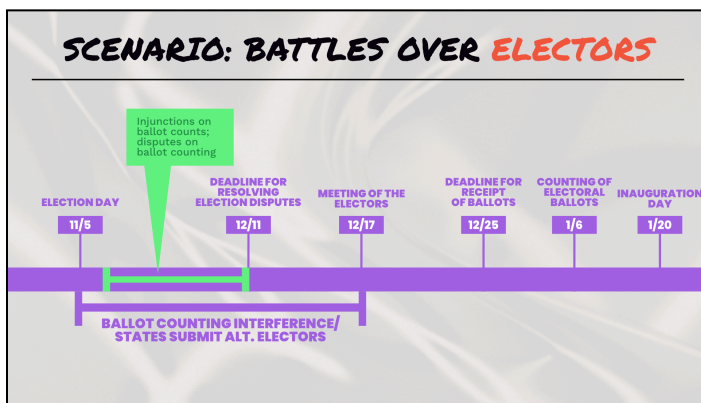 SCENARIO: BATTLES OVER ELECTORS
Injunctions on
ballot counts;
disputes on
ballot counting
ELECTION DAY
11/5
DEADLINE FOR
RESOLVING
ELECTION DISPUTES
12/11
MEETING OF THE
ELECTORS
12/17
DEADLINE FOR
RECEIPT
OF BALLOTS
12/25
COUNTING OF
ELECTORAL
BALLOTS
1/6
INAUGURATION
DAY
1/20
BALLOT COUNTING INTERFERENCE/
STATES SUBMIT ALT. ELECTORS